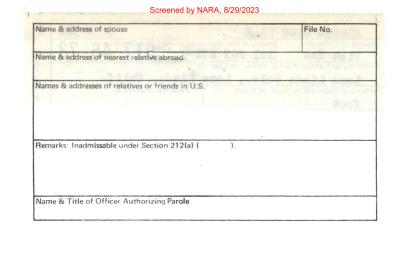 Screened by NARA, 8/29/2023
Name & address of spouse
File No.
Name & address of nearest relative abroad.
Names & addresses of relatives or friends in U.S.
Remarks: Inadmissable under Section 212(a) ( ).
Name & Title of Officer Authorizing Parole